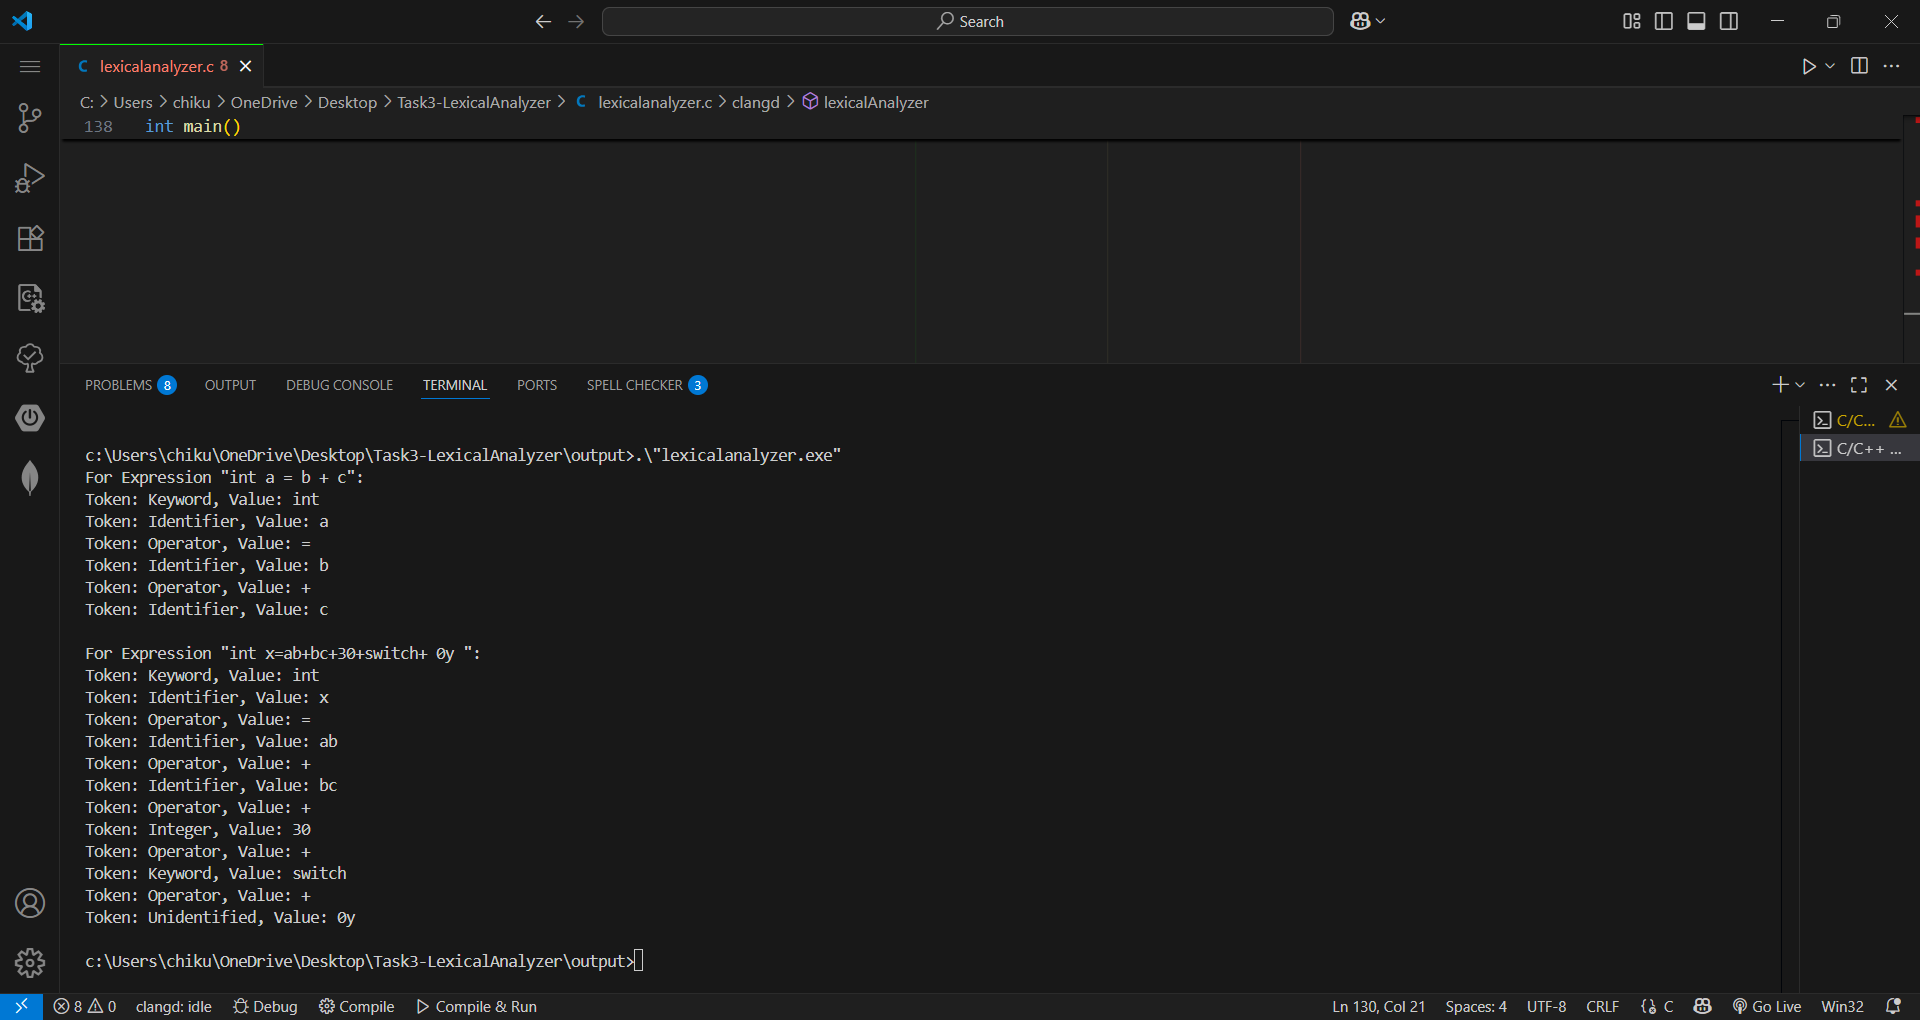 Search
lexicalanalyzer.c 8
C: > Users > chiku > OneDrive > Desktop > Task3-LexicalAnalyzer > C lexicalanalyzer.c > clangd > lexicalAnalyzer
138 int main()
PROBLEMS 8 OUTPUT DEBUG CONSOLE TERMINAL PORTS SPELL CHECKER 3
C/C...
C/C++ ...
c:\Users\chiku\OneDrive\Desktop\Task3-LexicalAnalyzer\output>.\"lexicalanalyzer.exe"
For Expression "int a = b + c":
Token: Keyword, Value: int
Token: Identifier, Value: a
Token: Operator, Value: =
Token: Identifier, Value: b
Token: Operator, Value: +
Token: Identifier, Value: c
For Expression "int x=ab+bc+30+switch+ 0y ":
Token: Keyword, Value: int
Token: Identifier, Value: x
Token: Operator, Value: =
Token: Identifier, Value: ab
Token: Operator, Value: +
Token: Identifier, Value: bc
Token: Operator, Value: +
Token: Integer, Value: 30
Token: Operator, Value: +
Token: Keyword, Value: switch
Token: Operator, Value: +
Token: Unidentified, Value: 0y
c:\Users\chiku\OneDrive\Desktop\Task3-LexicalAnalyzer\output>
8 0 clangd: idle Debug Compile Compile & Run Ln 130, Col 21 Spaces: 4 UTF-8 CRLF C Go Live Win32